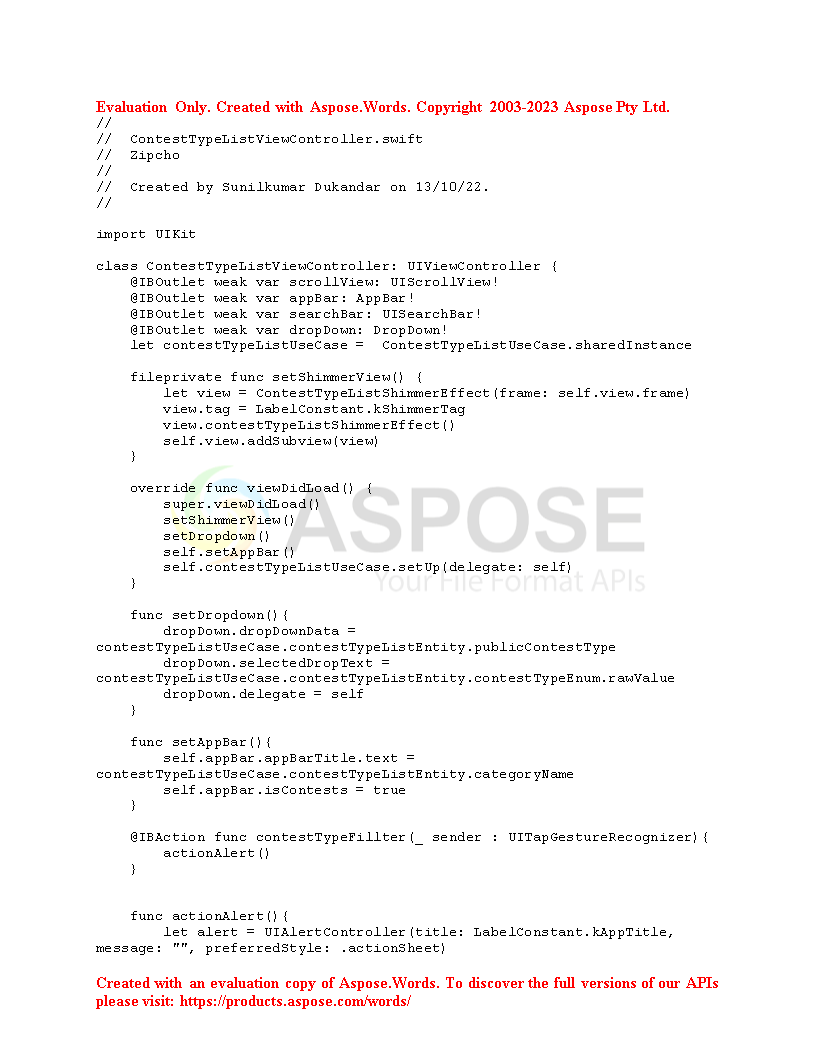 Evaluation Only. Created with Aspose.Words. Copyright 2003-2023 Aspose Pty Ltd.
//
//  ContestTypeListViewController.swift
//  Zipcho
//
//  Created by Sunilkumar Dukandar on 13/10/22.
//
import UIKit
class ContestTypeListViewController: UIViewController {
    @IBOutlet weak var scrollView: UIScrollView!
    @IBOutlet weak var appBar: AppBar!
    @IBOutlet weak var searchBar: UISearchBar!
    @IBOutlet weak var dropDown: DropDown!
    let contestTypeListUseCase =  ContestTypeListUseCase.sharedInstance
    fileprivate func setShimmerView() {
        let view = ContestTypeListShimmerEffect(frame: self.view.frame)
        view.tag = LabelConstant.kShimmerTag
        view.contestTypeListShimmerEffect()
        self.view.addSubview(view)
    }
    override func viewDidLoad() {
        super.viewDidLoad()
        setShimmerView()
        setDropdown()
        self.setAppBar()
        self.contestTypeListUseCase.setUp(delegate: self)
    }
ASPOSE
Your File Format APIs
    func setDropdown(){
        dropDown.dropDownData =
contestTypeListUseCase.contestTypeListEntity.publicContestType
        dropDown.selectedDropText =
contestTypeListUseCase.contestTypeListEntity.contestTypeEnum.rawValue
        dropDown.delegate = self
    }
    func setAppBar(){
        self.appBar.appBarTitle.text =
contestTypeListUseCase.contestTypeListEntity.categoryName
        self.appBar.isContests = true
    }
    @IBAction func contestTypeFillter(_ sender : UITapGestureRecognizer){
        actionAlert()
    }
    func actionAlert(){
        let alert = UIAlertController(title: LabelConstant.kAppTitle,
message: "", preferredStyle: .actionSheet)
Created with an evaluation copy of Aspose.Words. To discover the full versions of our APIs
please visit: https://products.aspose.com/words/